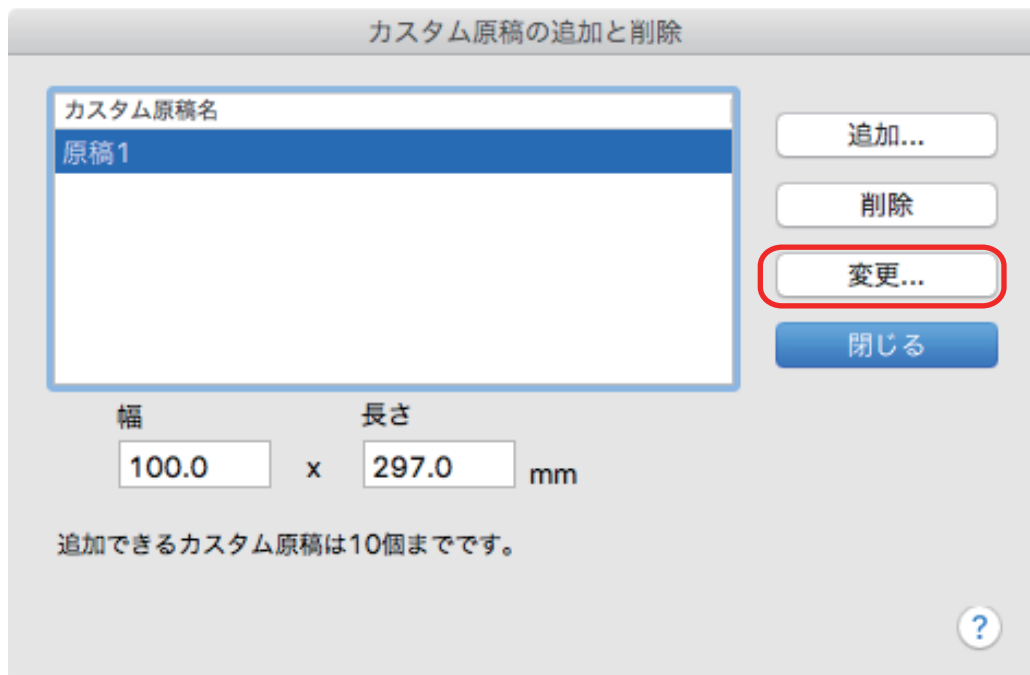 カスタム原稿の追加と削除
カスタム原稿名
原稿1
追加...
削除
変更...
閉じる
幅 長さ
100.0 x 297.0 mm
追加できるカスタム原稿は10個までです。
?